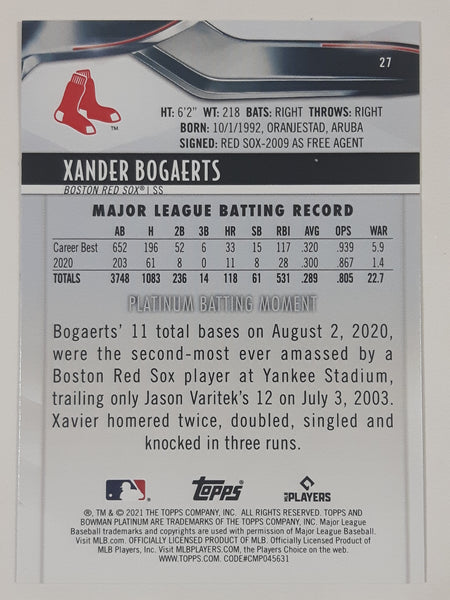 27
TM
HT: 6'2" WT: 218 BATS: RIGHT THROWS: RIGHT
BORN: 10/1/1992, ORANJESTAD, ARUBA
SIGNED: RED SOX-2009 AS FREE AGENT
XANDER BOGAERTS
BOSTON RED SOX® | SS
MAJOR LEAGUE BATTING RECORD
AB H 2B 3B HR SB RBI AVG OPS WAR
Career Best 652 196 52 6 33 15 117 .320 .939 5.9
2020 203 61 8 0 11 8 28 .300 .867 1.4
TOTALS 3748 1083 236 14 118 61 531 .289 .805 22.7
PLATINUM BATTING MOMENT
Bogaerts' 11 total bases on August 2, 2020,
were the second-most ever amassed by a
Boston Red Sox player at Yankee Stadium,
trailing only Jason Varitek's 12 on July 3, 2003.
Xavier homered twice, doubled, singled and
knocked in three runs.
topps
MLB PLAYERS
®, TM & © 2021 THE TOPPS COMPANY, INC. ALL RIGHTS RESERVED. TOPPS AND
BOWMAN PLATINUM ARE TRADEMARKS OF THE TOPPS COMPANY, INC. Major League
Baseball trademarks and copyrights are used with permission of Major League Baseball.
Visit MLB.com. OFFICIALLY LICENSED PRODUCT OF MLB. Officially Licensed Product of
MLB Players, Inc. Visit MLBPLAYERS.COM, the Players Choice on the web.
WWW.TOPPS.COM. CODE#CMP045631